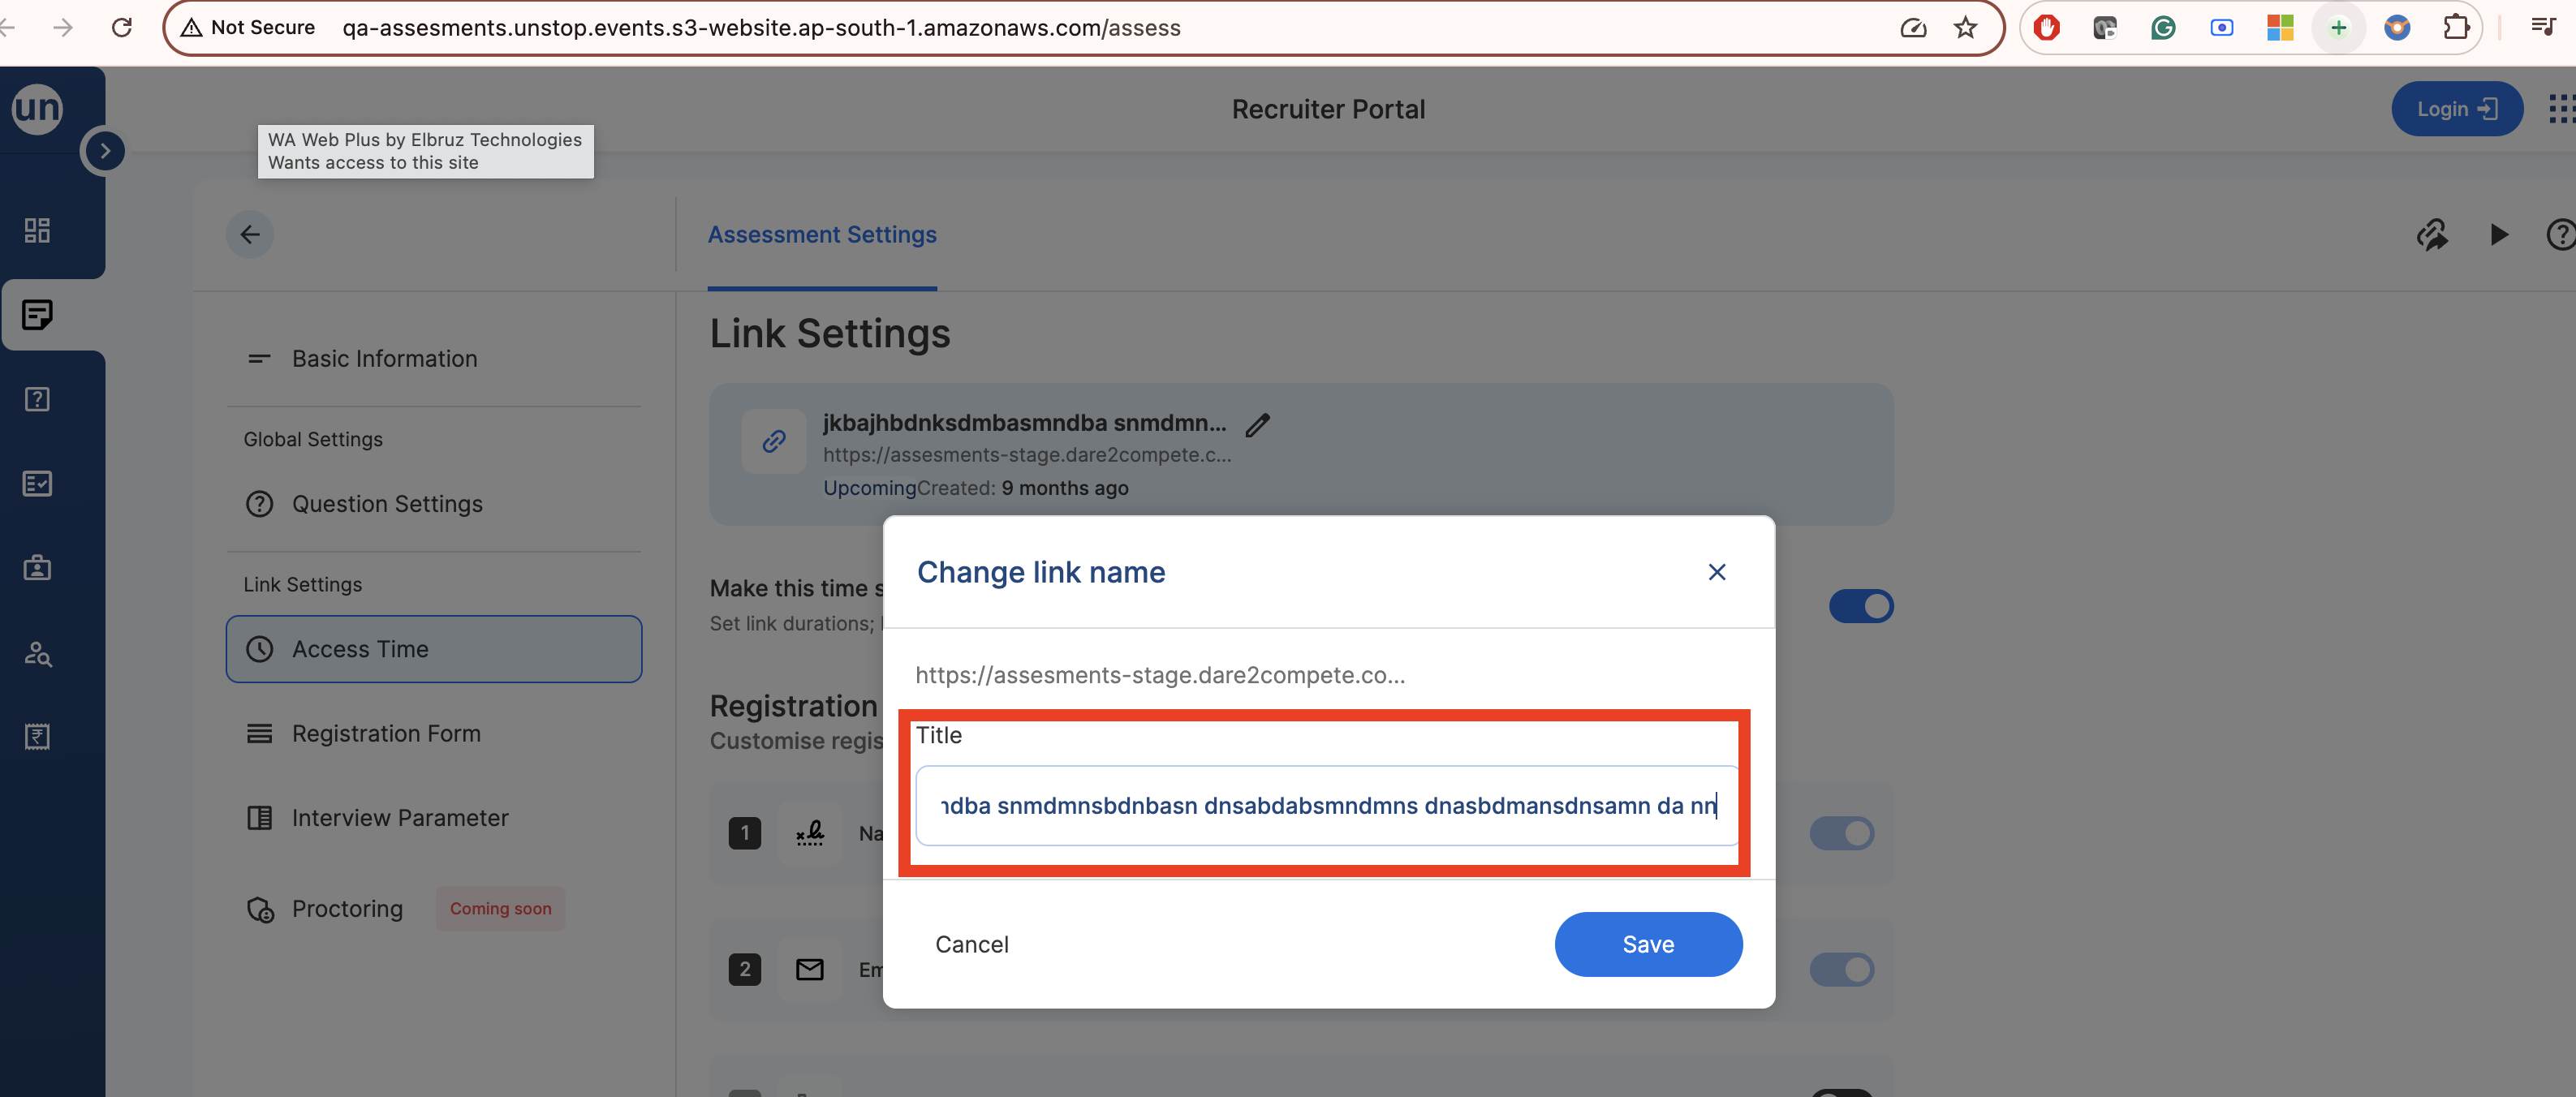 Not Secure
qa-assesments.unstop.events.s3-website.ap-south-1.amazonaws.com/assess
un
Recruiter Portal
Login
WA Web Plus by Elbruz Technologies
Wants access to this site
Assessment Settings
Basic Information
Global Settings
Question Settings
Link Settings
Access Time
Registration Form
Interview Parameter
Proctoring
Coming soon
Link Settings
jkbajhbdnksdmbasmndba snmdmn...
https://assesments-stage.dare2compete.c...
UpcomingCreated: 9 months ago
Make this time s
Set link durations;
Registration
Customise regis
1
Na
2
Em
Change link name
https://assesments-stage.dare2compete.co...
Title
ndba snmdmnsbdnbasn dnsabdabsmndmns dnasbdmansdnsamn da nn
Cancel
Save